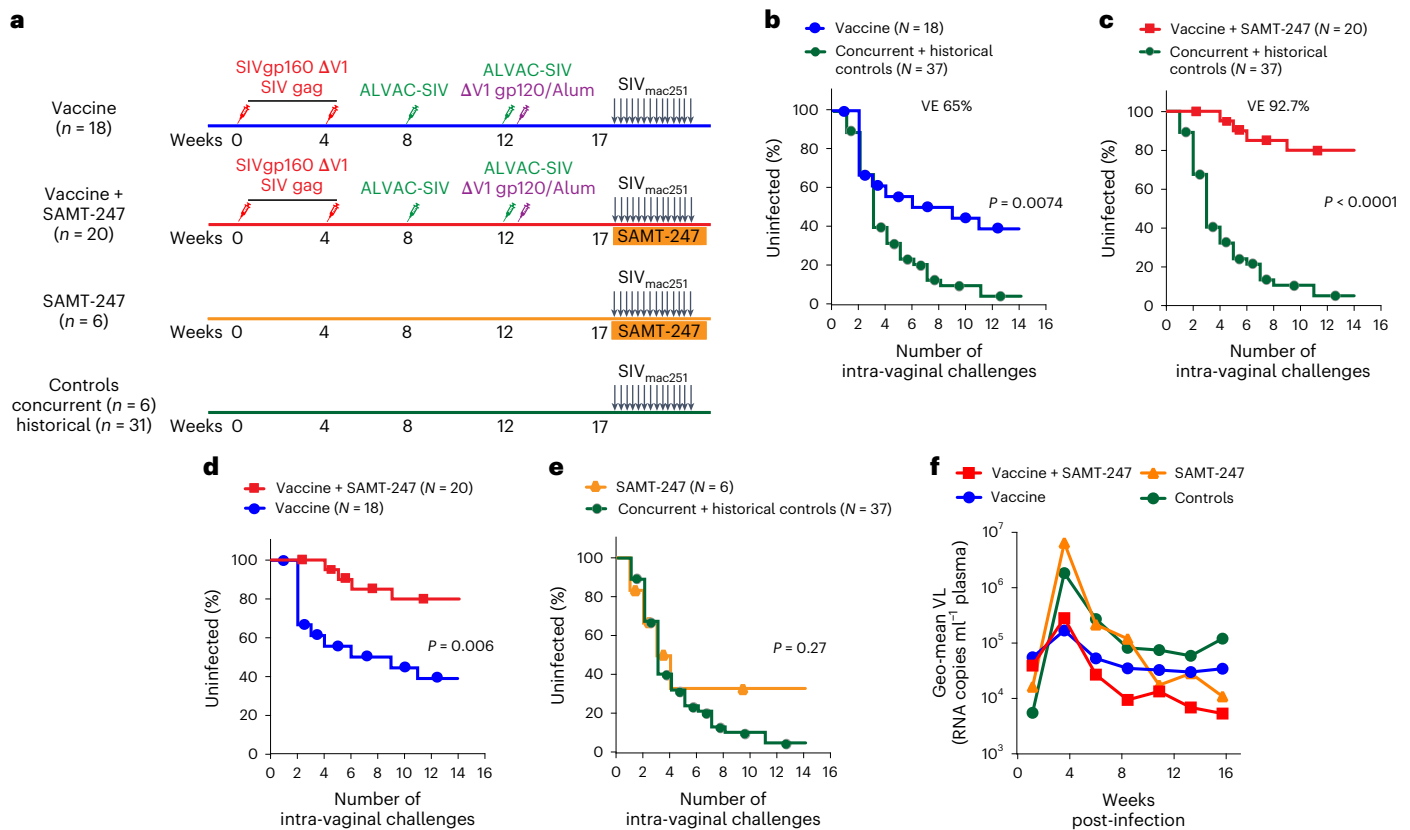 a
Vaccine
(n = 18)
SIVgp160 ΔV1
SIV gag
ALVAC-SIV
ALVAC-SIV
ΔV1 gp120/Alum
SIVmac251
Weeks 0 4 8 12 17
Vaccine +
SAMT-247
(n = 20)
SIVgp160 ΔV1
SIV gag
ALVAC-SIV
ALVAC-SIV
ΔV1 gp120/Alum
SIVmac251
Weeks 0 4 8 12 17 SAMT-247
SAMT-247
(n = 6)
SIVmac251
Weeks 0 4 8 12 17 SAMT-247
Controls
concurrent (n = 6)
historical (n = 31)
SIVmac251
Weeks 0 4 8 12 17
b
Vaccine (N = 18)
Concurrent + historical
controls (N = 37)
VE 65%
P = 0.0074
Uninfected (%)
100
80
60
40
20
0
0 2 4 6 8 10 12 14 16
Number of
intra-vaginal challenges
c
Vaccine + SAMT-247 (N = 20)
Concurrent + historical
controls (N = 37)
VE 92.7%
P < 0.0001
Uninfected (%)
100
80
60
40
20
0
0 2 4 6 8 10 12 14 16
Number of
intra-vaginal challenges
d
Vaccine + SAMT-247 (N = 20)
Vaccine (N = 18)
P = 0.006
Uninfected (%)
100
80
60
40
20
0
0 2 4 6 8 10 12 14 16
Number of
intra-vaginal challenges
e
SAMT-247 (N = 6)
Concurrent + historical controls (N = 37)
P = 0.27
Uninfected (%)
100
80
60
40
20
0
0 2 4 6 8 10 12 14 16
Number of
intra-vaginal challenges
f
Vaccine + SAMT-247
SAMT-247
Vaccine
Controls
Geo-mean VL
(RNA copies ml⁻¹ plasma)
10⁷
10⁶
10⁵
10⁴
10³
0 4 8 12 16
Weeks
post-infection